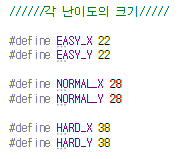 //////각 난이도의 크기/////
#define EASY_X 22
#define EASY_Y 22
#define NORMAL_X 28
#define NORMAL_Y 28
#define HARD_X 38
#define HARD_Y 38